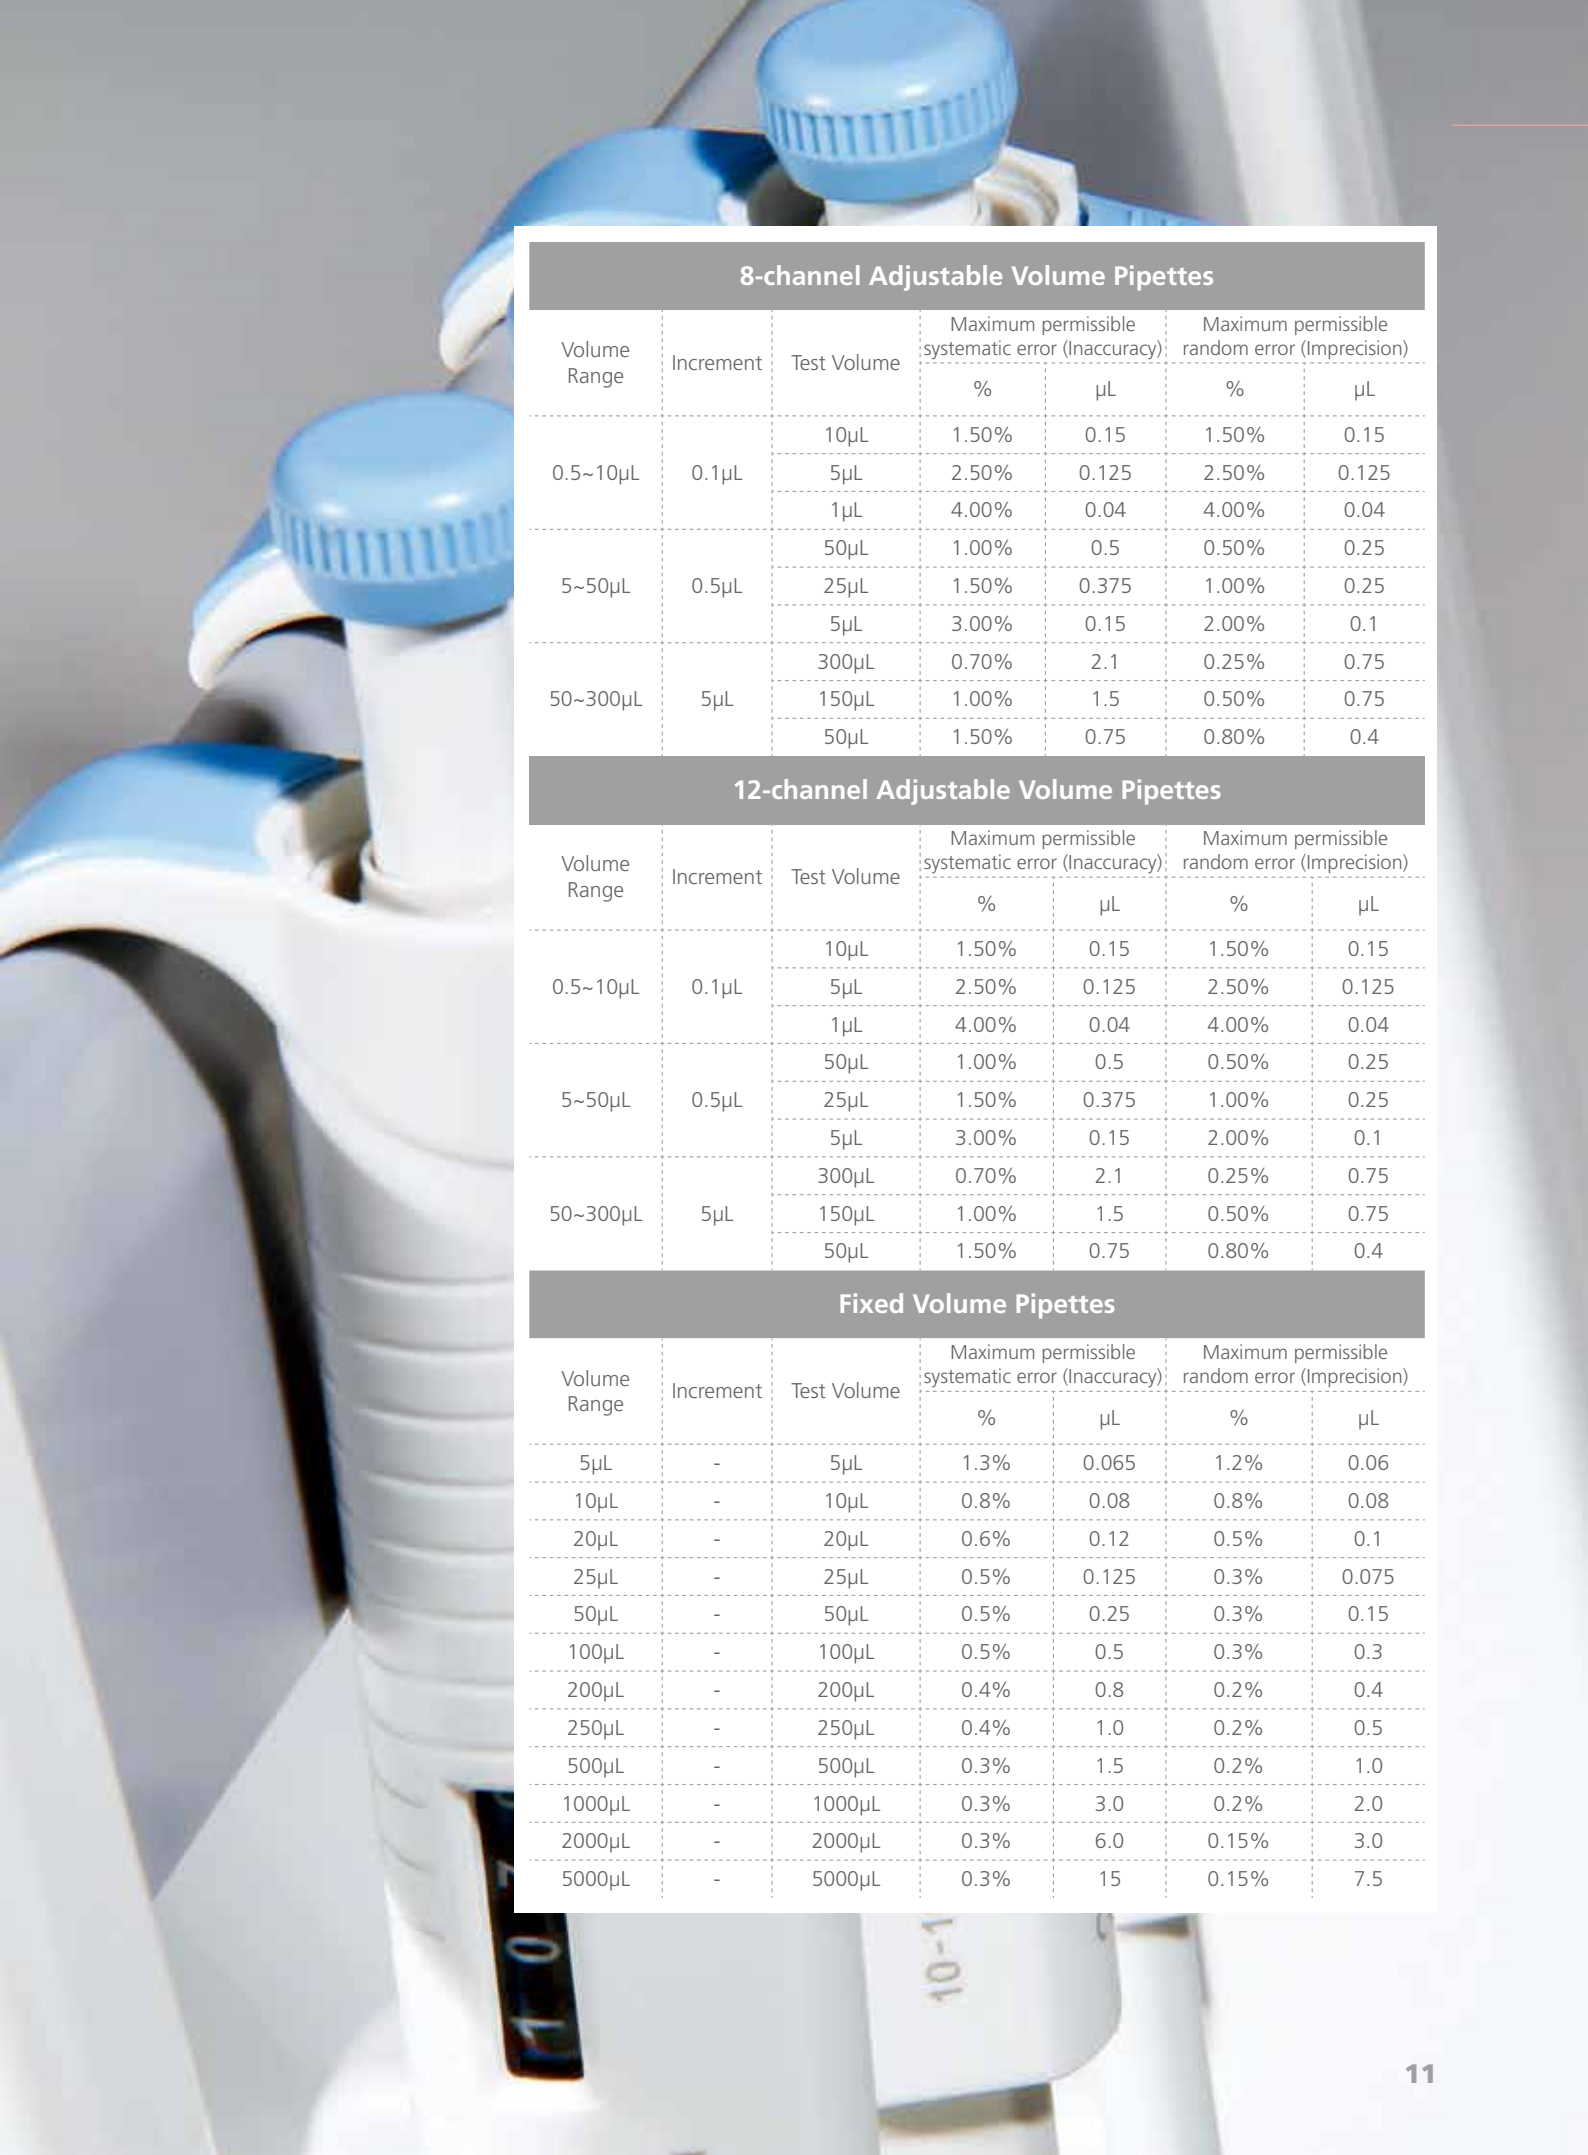 8-channel Adjustable Volume Pipettes
Volume Range Increment Test Volume Maximum permissible systematic error (Inaccuracy) Maximum permissible random error (Imprecision)
% µL % µL
0.5~10µL 0.1µL 10µL 1.50% 0.15 1.50% 0.15
5µL 2.50% 0.125 2.50% 0.125
1µL 4.00% 0.04 4.00% 0.04
5~50µL 0.5µL 50µL 1.00% 0.5 0.50% 0.25
25µL 1.50% 0.375 1.00% 0.25
5µL 3.00% 0.15 2.00% 0.1
50~300µL 5µL 300µL 0.70% 2.1 0.25% 0.75
150µL 1.00% 1.5 0.50% 0.75
50µL 1.50% 0.75 0.80% 0.4
12-channel Adjustable Volume Pipettes
Volume Range Increment Test Volume Maximum permissible systematic error (Inaccuracy) Maximum permissible random error (Imprecision)
% µL % µL
0.5~10µL 0.1µL 10µL 1.50% 0.15 1.50% 0.15
5µL 2.50% 0.125 2.50% 0.125
1µL 4.00% 0.04 4.00% 0.04
5~50µL 0.5µL 50µL 1.00% 0.5 0.50% 0.25
25µL 1.50% 0.375 1.00% 0.25
5µL 3.00% 0.15 2.00% 0.1
50~300µL 5µL 300µL 0.70% 2.1 0.25% 0.75
150µL 1.00% 1.5 0.50% 0.75
50µL 1.50% 0.75 0.80% 0.4
Fixed Volume Pipettes
Volume Range Increment Test Volume Maximum permissible systematic error (Inaccuracy) Maximum permissible random error (Imprecision)
% µL % µL
5µL - 5µL 1.3% 0.065 1.2% 0.06
10µL - 10µL 0.8% 0.08 0.8% 0.08
20µL - 20µL 0.6% 0.12 0.5% 0.1
25µL - 25µL 0.5% 0.125 0.3% 0.075
50µL - 50µL 0.5% 0.25 0.3% 0.15
100µL - 100µL 0.5% 0.5 0.3% 0.3
200µL - 200µL 0.4% 0.8 0.2% 0.4
250µL - 250µL 0.4% 1.0 0.2% 0.5
500µL - 500µL 0.3% 1.5 0.2% 1.0
1000µL - 1000µL 0.3% 3.0 0.2% 2.0
2000µL - 2000µL 0.3% 6.0 0.15% 3.0
5000µL - 5000µL 0.3% 15 0.15% 7.5
1 0
10-1
11